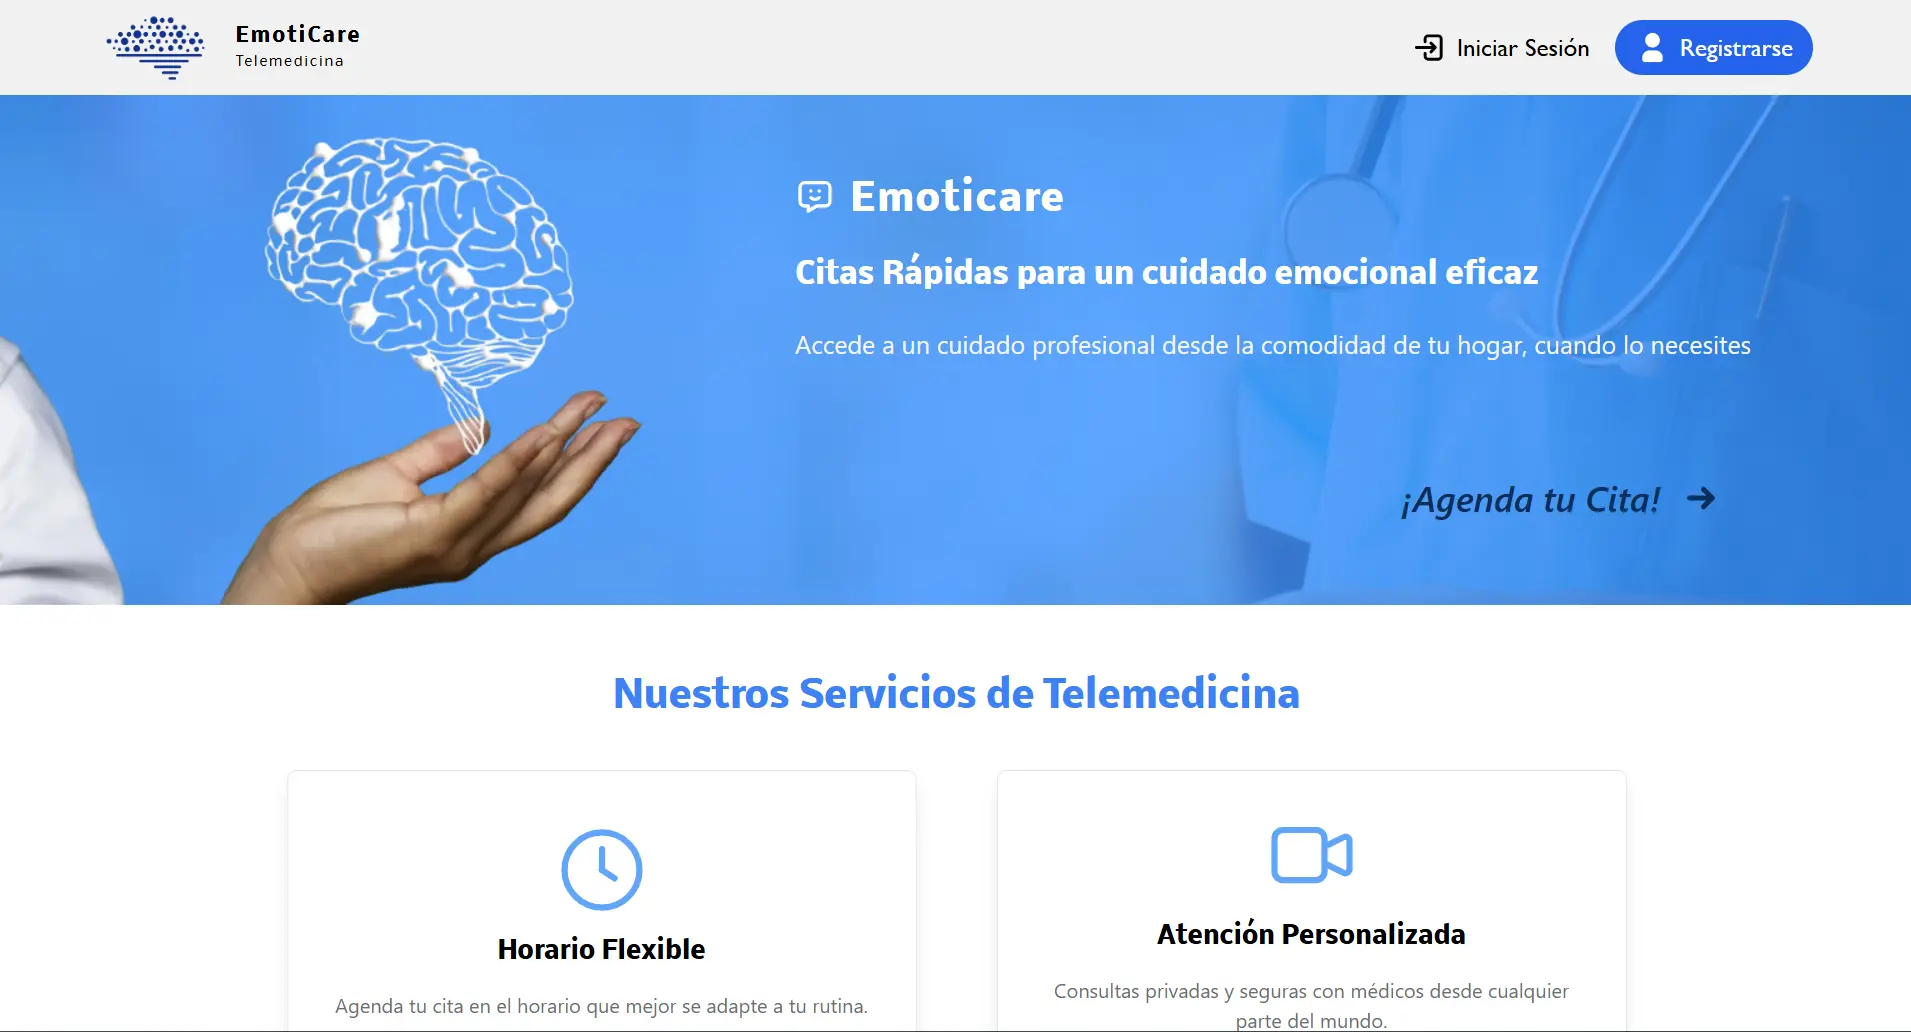 EmotiCare
Telemedicina
Iniciar Sesión
Registrarse
Emoticare
Citas Rápidas para un cuidado emocional eficaz
Accede a un cuidado profesional desde la comodidad de tu hogar, cuando lo necesites
¡Agenda tu Cita!
Nuestros Servicios de Telemedicina
Horario Flexible
Agenda tu cita en el horario que mejor se adapte a tu rutina.
Atención Personalizada
Consultas privadas y seguras con médicos desde cualquier
parte del mundo.